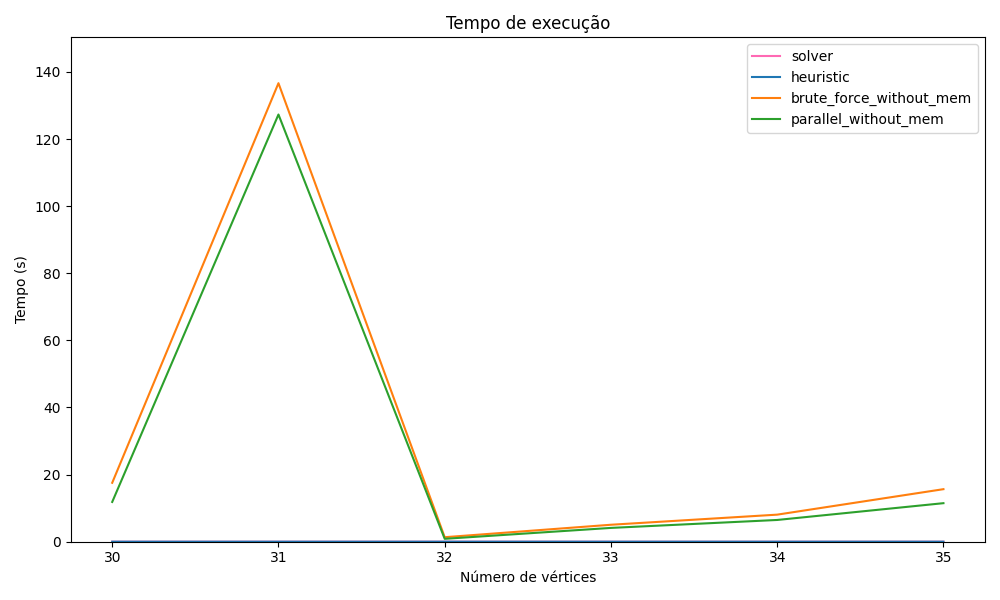 Tempo de execução
solver
heuristic
brute_force_without_mem
parallel_without_mem
140
120
100
80
60
40
20
0
Tempo (s)
30 31 32 33 34 35
Número de vértices